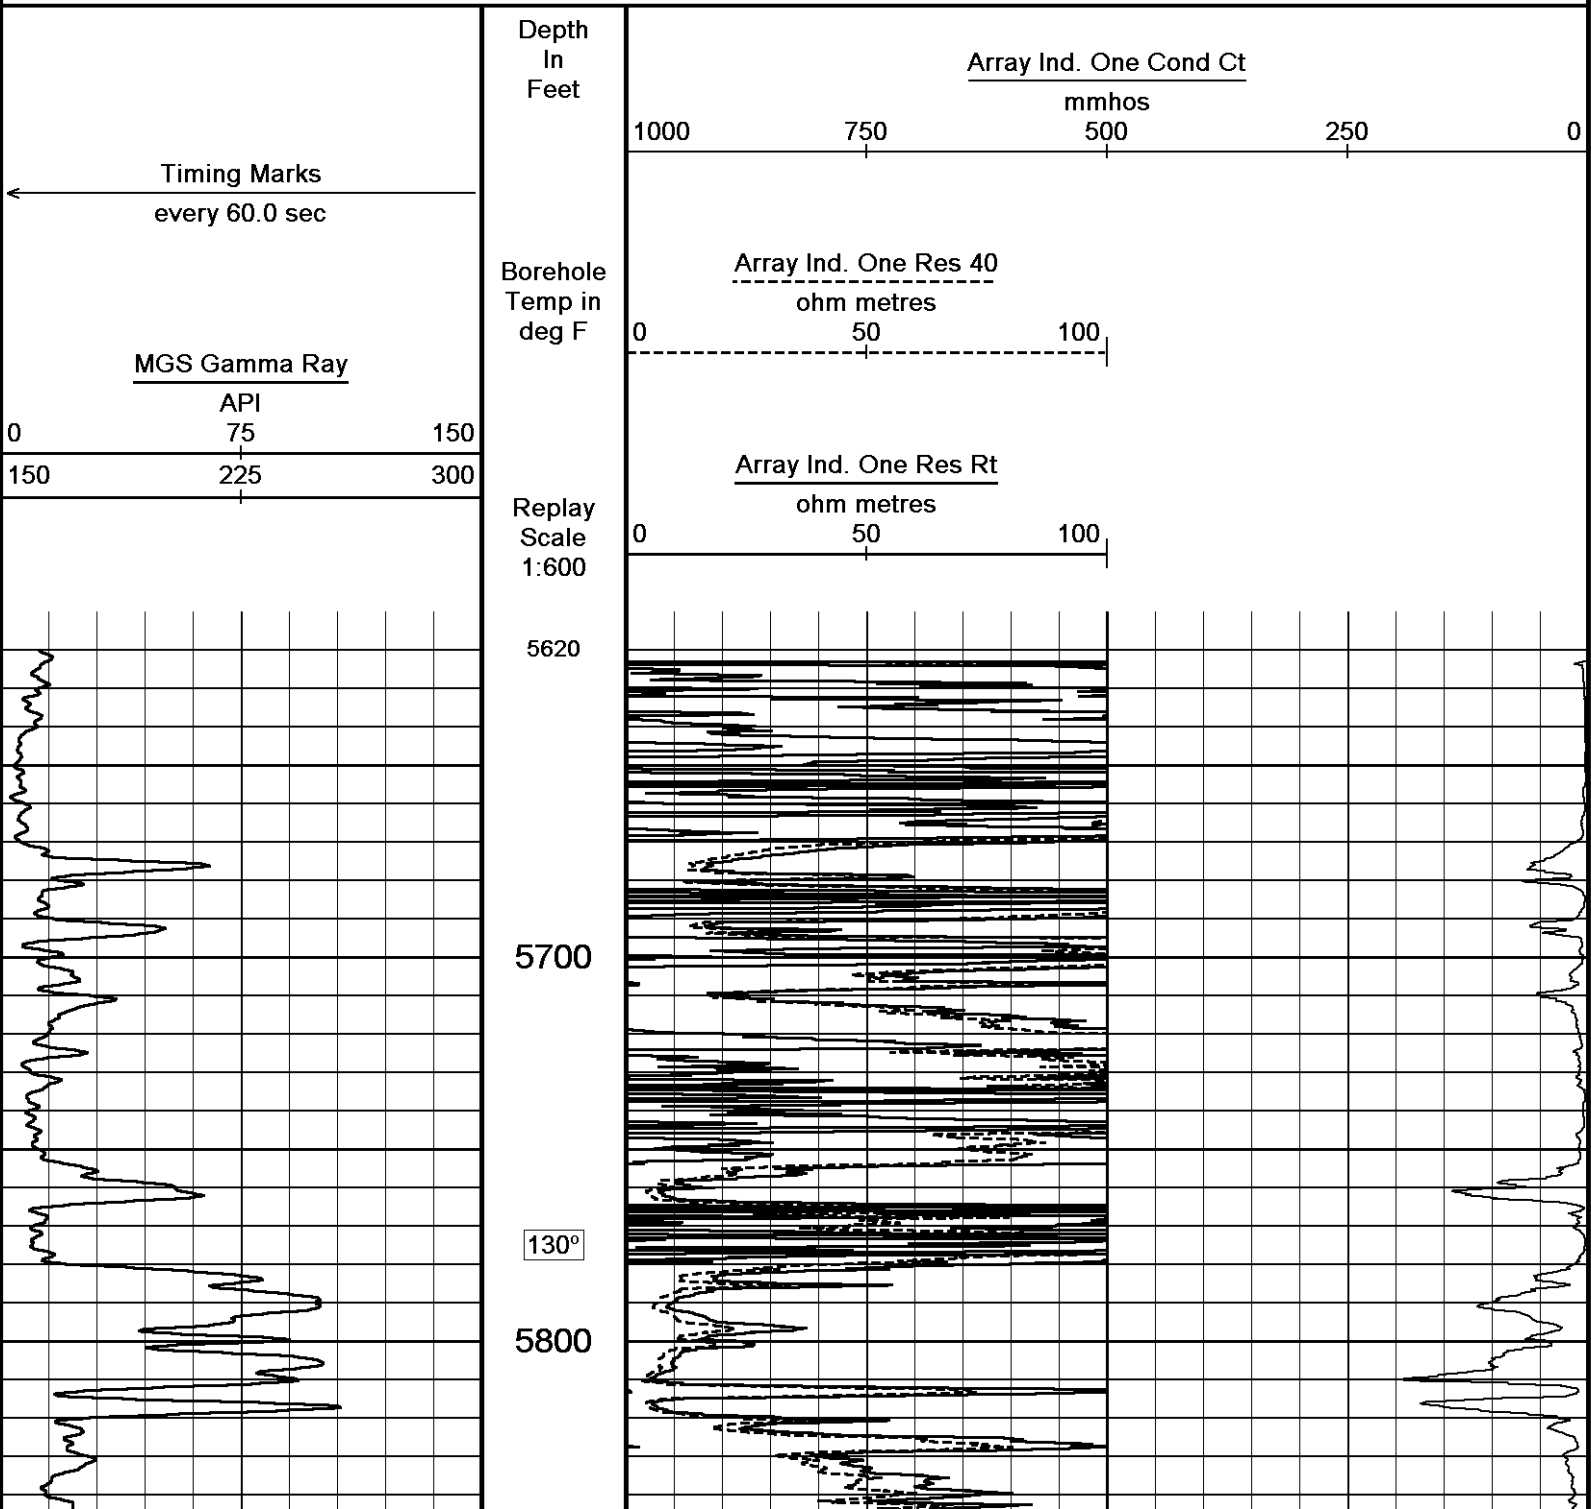 Depth
In
Feet
Array Ind. One Cond Ct
mmhos
1000 750 500 250 0
Timing Marks
every 60.0 sec
Borehole
Temp in
deg F
Array Ind. One Res 40
ohm metres
0 50 100
MGS Gamma Ray
API
0 75 150
150 225 300
Array Ind. One Res Rt
ohm metres
0 50 100
Replay
Scale
1:600
5620
5700
130º
5800